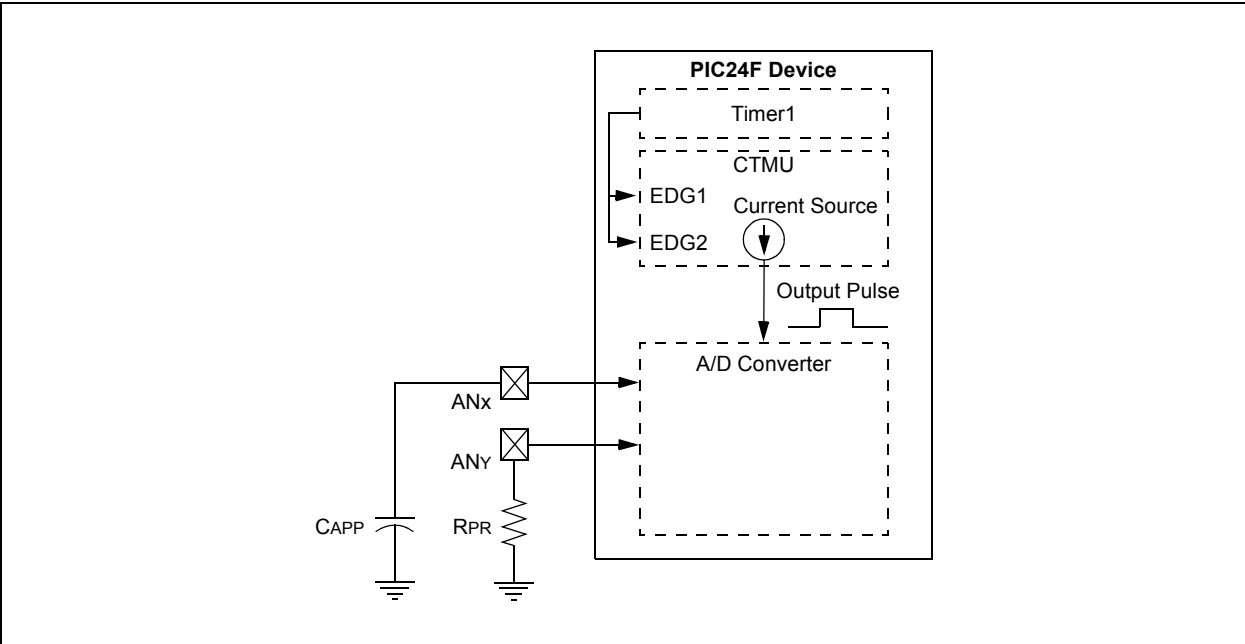 PIC24F Device
Timer1
CTMU
EDG1
Current Source
EDG2
Output Pulse
A/D Converter
ANx
ANY
CAPP
RPR